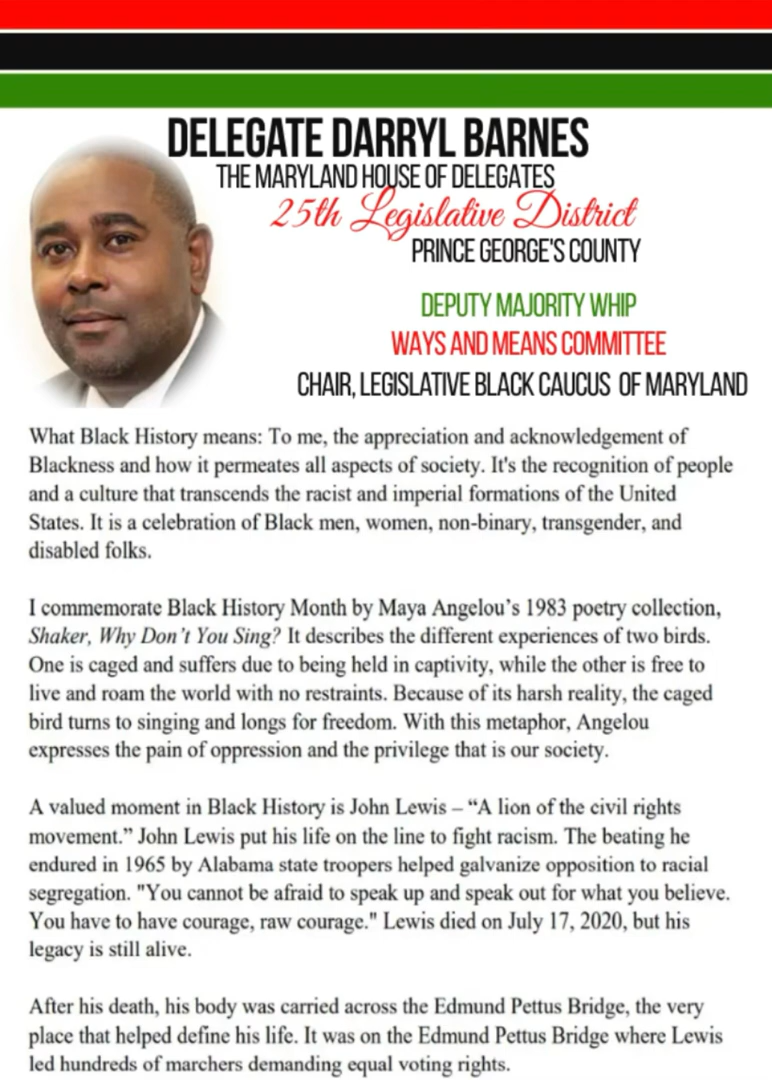 DELEGATE DARRYL BARNES
THE MARYLAND HOUSE OF DELEGATES
25th Legislative District
PRINCE GEORGE'S COUNTY
DEPUTY MAJORITY WHIP
WAYS AND MEANS COMMITTEE
CHAIR, LEGISLATIVE BLACK CAUCUS OF MARYLAND
What Black History means: To me, the appreciation and acknowledgement of
Blackness and how it permeates all aspects of society. It's the recognition of people
and a culture that transcends the racist and imperial formations of the United
States. It is a celebration of Black men, women, non-binary, transgender, and
disabled folks.
I commemorate Black History Month by Maya Angelou's 1983 poetry collection,
Shaker, Why Don't You Sing? It describes the different experiences of two birds.
One is caged and suffers due to being held in captivity, while the other is free to
live and roam the world with no restraints. Because of its harsh reality, the caged
bird turns to singing and longs for freedom. With this metaphor, Angelou
expresses the pain of oppression and the privilege that is our society.
A valued moment in Black History is John Lewis – “A lion of the civil rights
movement.” John Lewis put his life on the line to fight racism. The beating he
endured in 1965 by Alabama state troopers helped galvanize opposition to racial
segregation. "You cannot be afraid to speak up and speak out for what you believe.
You have to have courage, raw courage." Lewis died on July 17, 2020, but his
legacy is still alive.
After his death, his body was carried across the Edmund Pettus Bridge, the very
place that helped define his life. It was on the Edmund Pettus Bridge where Lewis
led hundreds of marchers demanding equal voting rights.